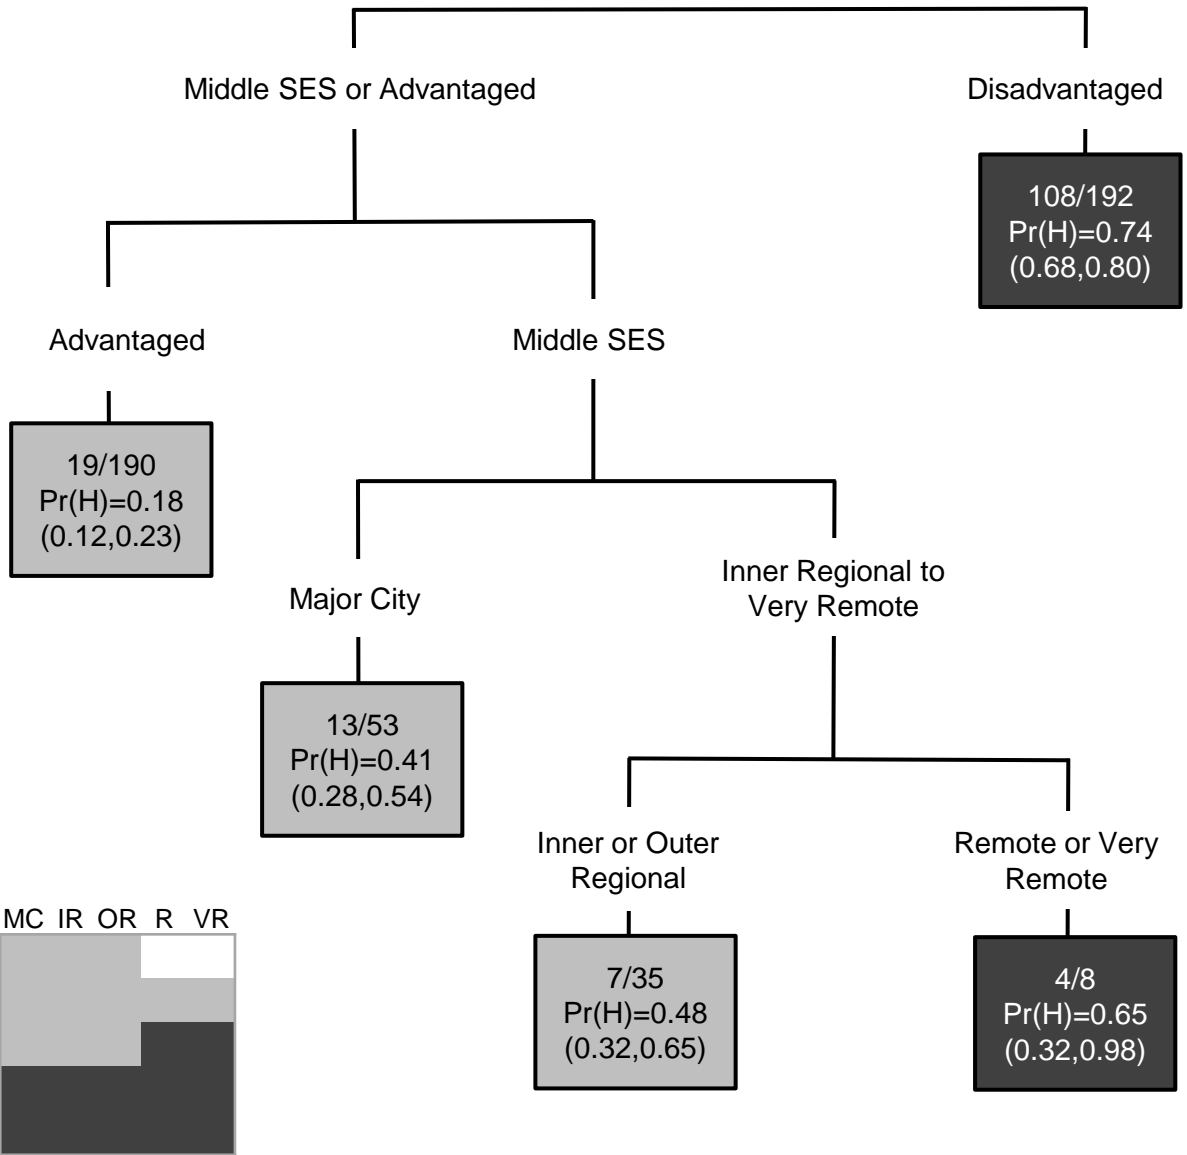 Middle SES or Advantaged
Disadvantaged
108/192
Pr(H)=0.74
(0.68,0.80)
Advantaged
Middle SES
19/190
Pr(H)=0.18
(0.12,0.23)
Major City
Inner Regional to
Very Remote
13/53
Pr(H)=0.41
(0.28,0.54)
Inner or Outer
Regional
Remote or Very
Remote
MC IR OR R VR
7/35
Pr(H)=0.48
(0.32,0.65)
4/8
Pr(H)=0.65
(0.32,0.98)